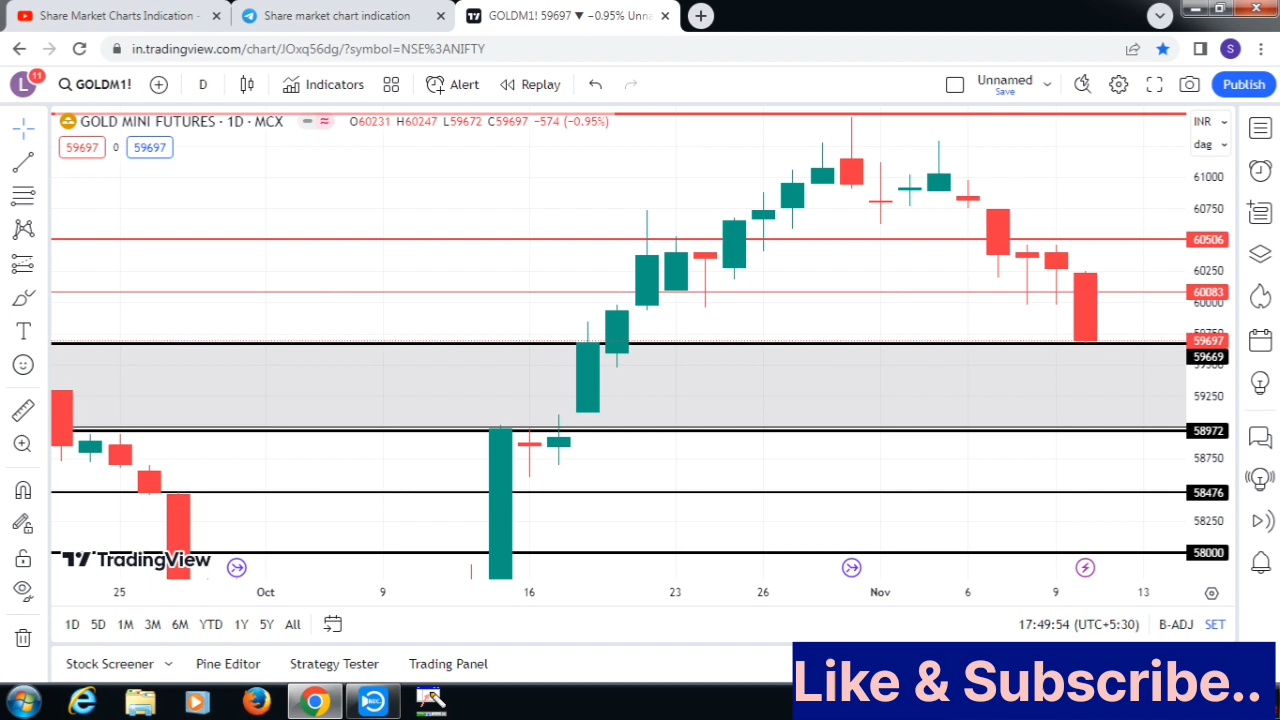 Share Market Charts Indication -
Share market chart indication
GOLDM1! 59697 ▼ −0.95% Unna
in.tradingview.com/chart/JOxq56dg/?symbol=NSE%3ANIFTY
S
L
11
GOLDM1!
D
Indicators
Alert
Replay
Unnamed
Save
Publish
GOLD MINI FUTURES · 1D · MCX
O60231 H60247 L59672 C59697 −574 (−0.95%)
INR
dag
59697
0
59697
61000
60750
60506
60250
60083
60000
59750
59697
59669
59500
59250
58972
58750
58476
58250
58000
TradingView
25
Oct
9
16
23
26
Nov
6
9
13
1D 5D 1M 3M 6M YTD 1Y 5Y All
17:49:54 (UTC+5:30)
B-ADJ
SET
Stock Screener
Pine Editor
Strategy Tester
Trading Panel
Like & Subscribe..
REC